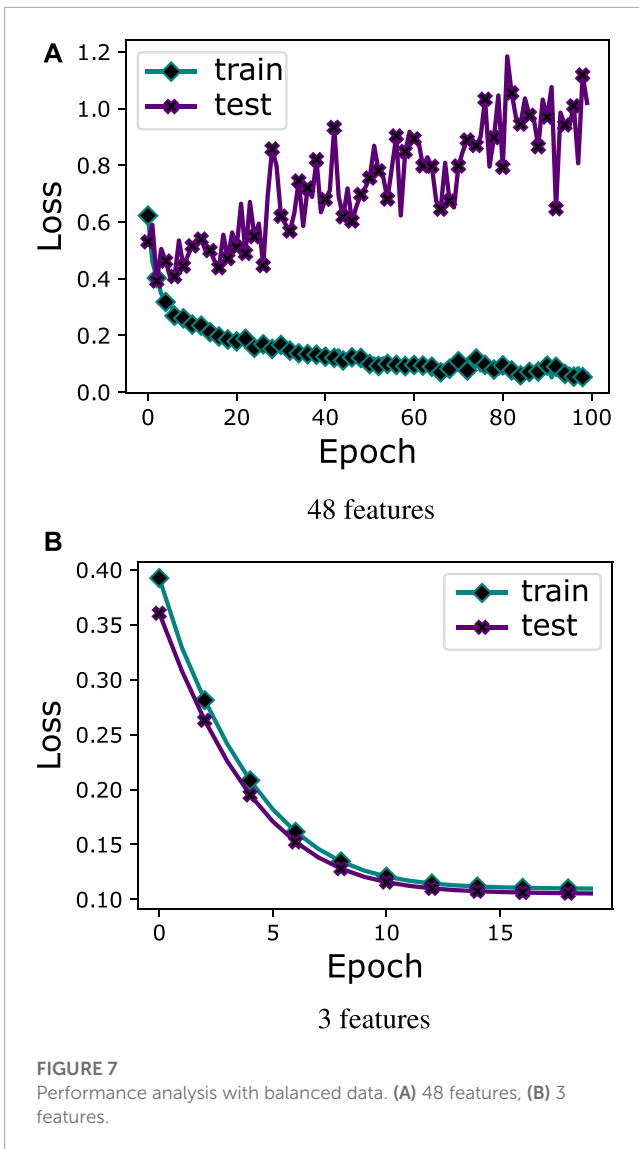 A
train
test
1.2
1.0
0.8
0.6
0.4
0.2
0.0
Loss
0 20 40 60 80 100
Epoch
48 features
B
train
test
0.40
0.35
0.30
0.25
0.20
0.15
0.10
Loss
0 5 10 15
Epoch
3 features
FIGURE 7
Performance analysis with balanced data. (A) 48 features, (B) 3
features.